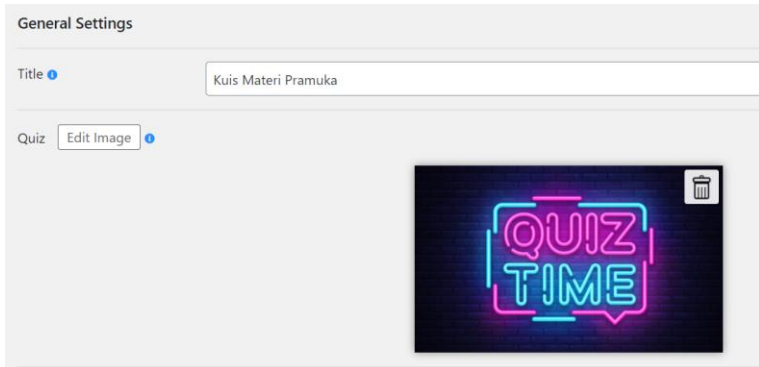 General Settings
Title
Kuis Materi Pramuka
Quiz Edit Image
QUIZ
TIME